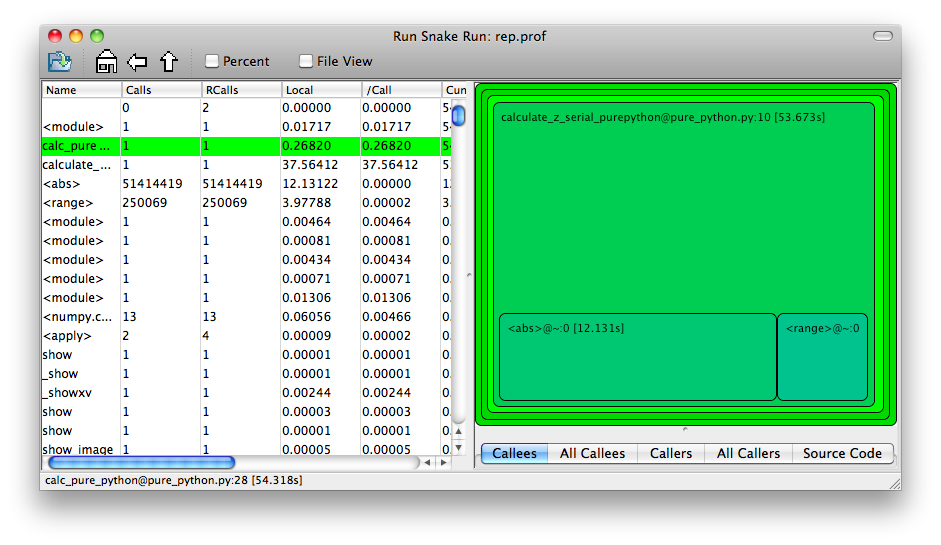 Run Snake Run: rep.prof
Percent File View
Name Calls RCalls Local /Call Cun
0 2 0.00000 0.00000 5
<module> 1 1 0.01717 0.01717 5
calc_pure ... 1 1 0.26820 0.26820 5
calculate_... 1 1 37.56412 37.56412 5
<abs> 51414419 51414419 12.13122 0.00000 1
<range> 250069 250069 3.97788 0.00002 3.
<module> 1 1 0.00464 0.00464 0.
<module> 1 1 0.00081 0.00081 0.
<module> 1 1 0.00434 0.00434 0.
<module> 1 1 0.00071 0.00071 0.
<module> 1 1 0.01306 0.01306 0.
<numpy.c... 13 13 0.06056 0.00466 0.
<apply> 2 4 0.00009 0.00002 0.
show 1 1 0.00001 0.00001 0.
_show 1 1 0.00001 0.00001 0.
_showxv 1 1 0.00244 0.00244 0.
show 1 1 0.00003 0.00003 0.
show 1 1 0.00001 0.00001 0.
show_image 1 1 0.00005 0.00005 0.
calculate_z_serial_purepython@pure_python.py:10 [53.673s]
<abs>@~:0 [12.131s]
<range>@~:0
Callees All Callees Callers All Callers Source Code
calc_pure_python@pure_python.py:28 [54.318s]